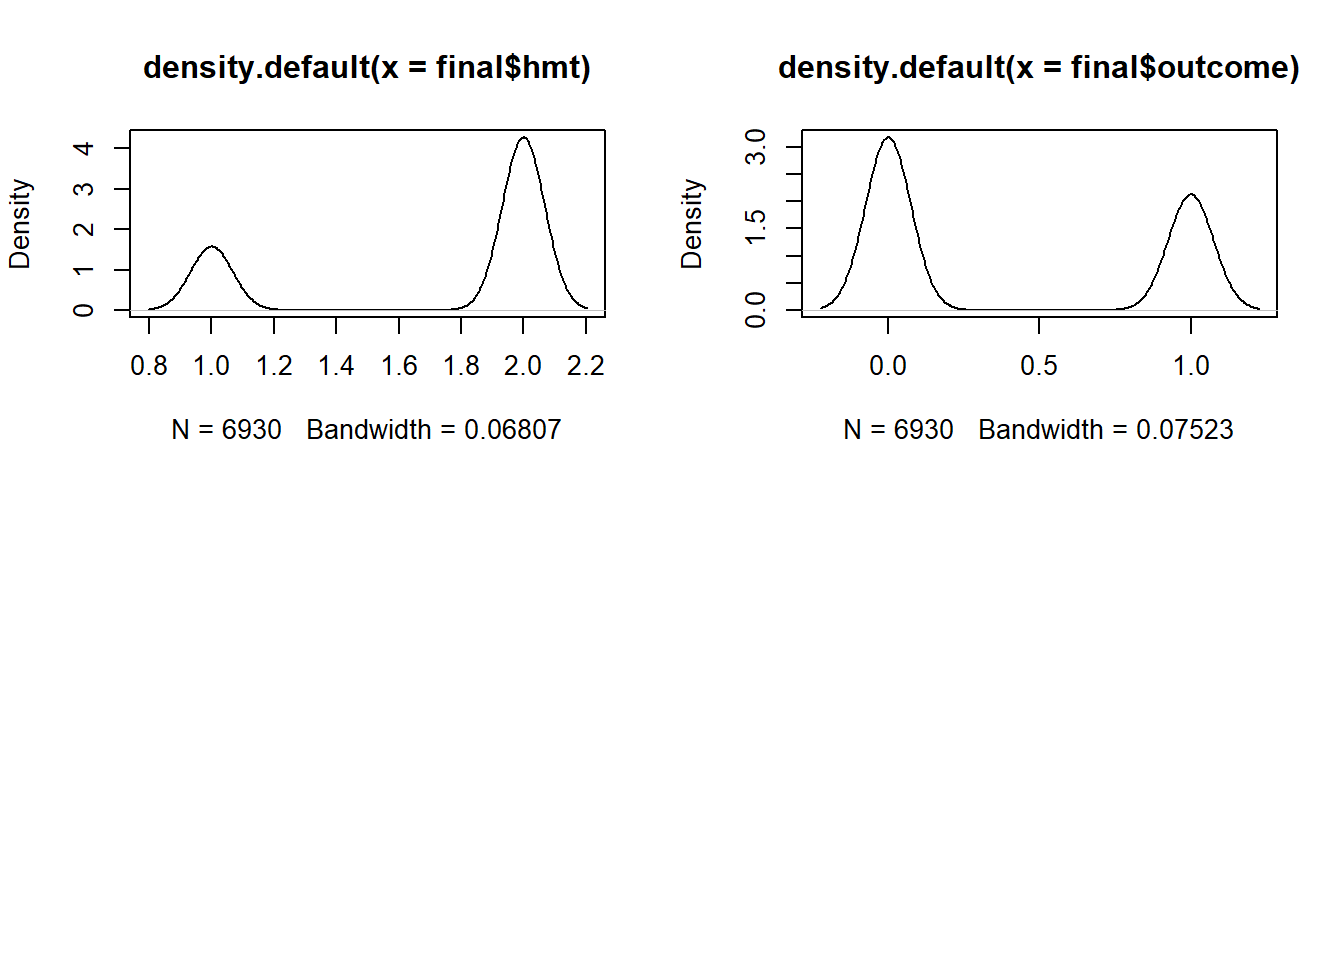 density.default(x = final$hmt)
Density
0 1 2 3 4
0.8 1.0 1.2 1.4 1.6 1.8 2.0 2.2
N = 6930 Bandwidth = 0.06807
density.default(x = final$outcome)
Density
0.0 1.5 3.0
0.0 0.5 1.0
N = 6930 Bandwidth = 0.07523